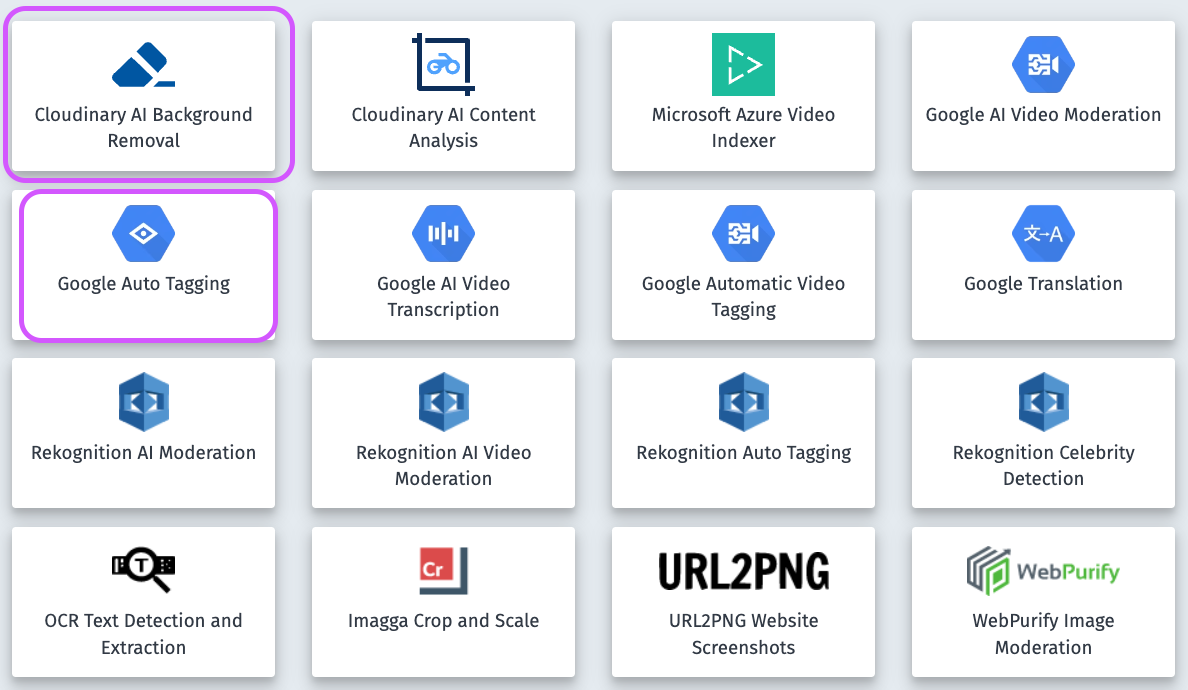 Cloudinary AI Background
Removal
Cloudinary AI Content
Analysis
Microsoft Azure Video
Indexer
Google AI Video Moderation
Google Auto Tagging
Google AI Video
Transcription
Google Automatic Video
Tagging
文→A
Google Translation
Rekognition AI Moderation
Rekognition AI Video
Moderation
Rekognition Auto Tagging
Rekognition Celebrity
Detection
T
OCR Text Detection and
Extraction
Cr
Imagga Crop and Scale
URL2PNG
URL2PNG Website
Screenshots
WebPurify
WebPurify Image
Moderation